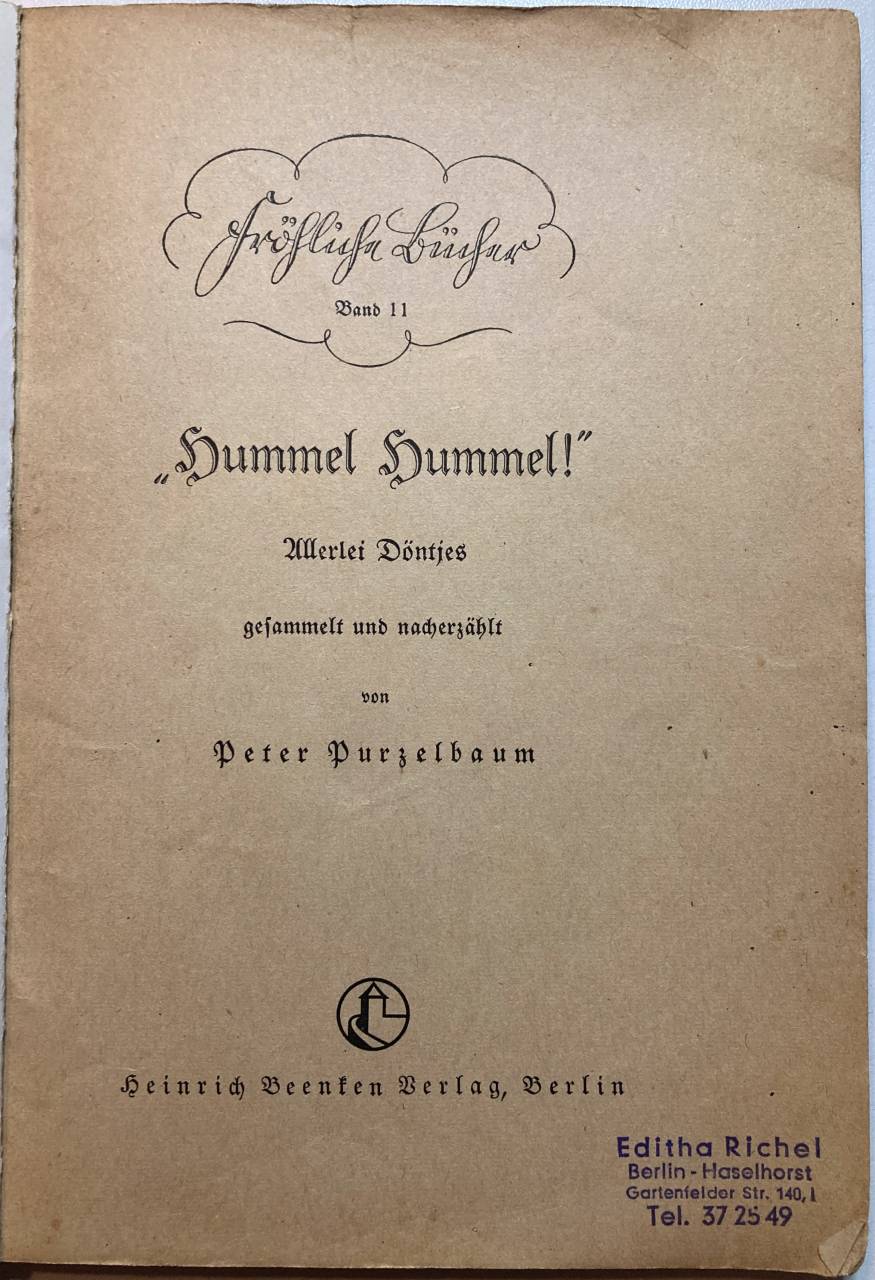 Fröhliche Bücher
Band 11
„Hummel Hummel!”
Allerlei Döntjes
gesammelt und nacherzählt
von
Peter Purzelbaum
Heinrich Beenken Verlag, Berlin
Editha Richel
Berlin-Haselhorst
Gartenfelder Str. 140, I
Tel. 37 25 49